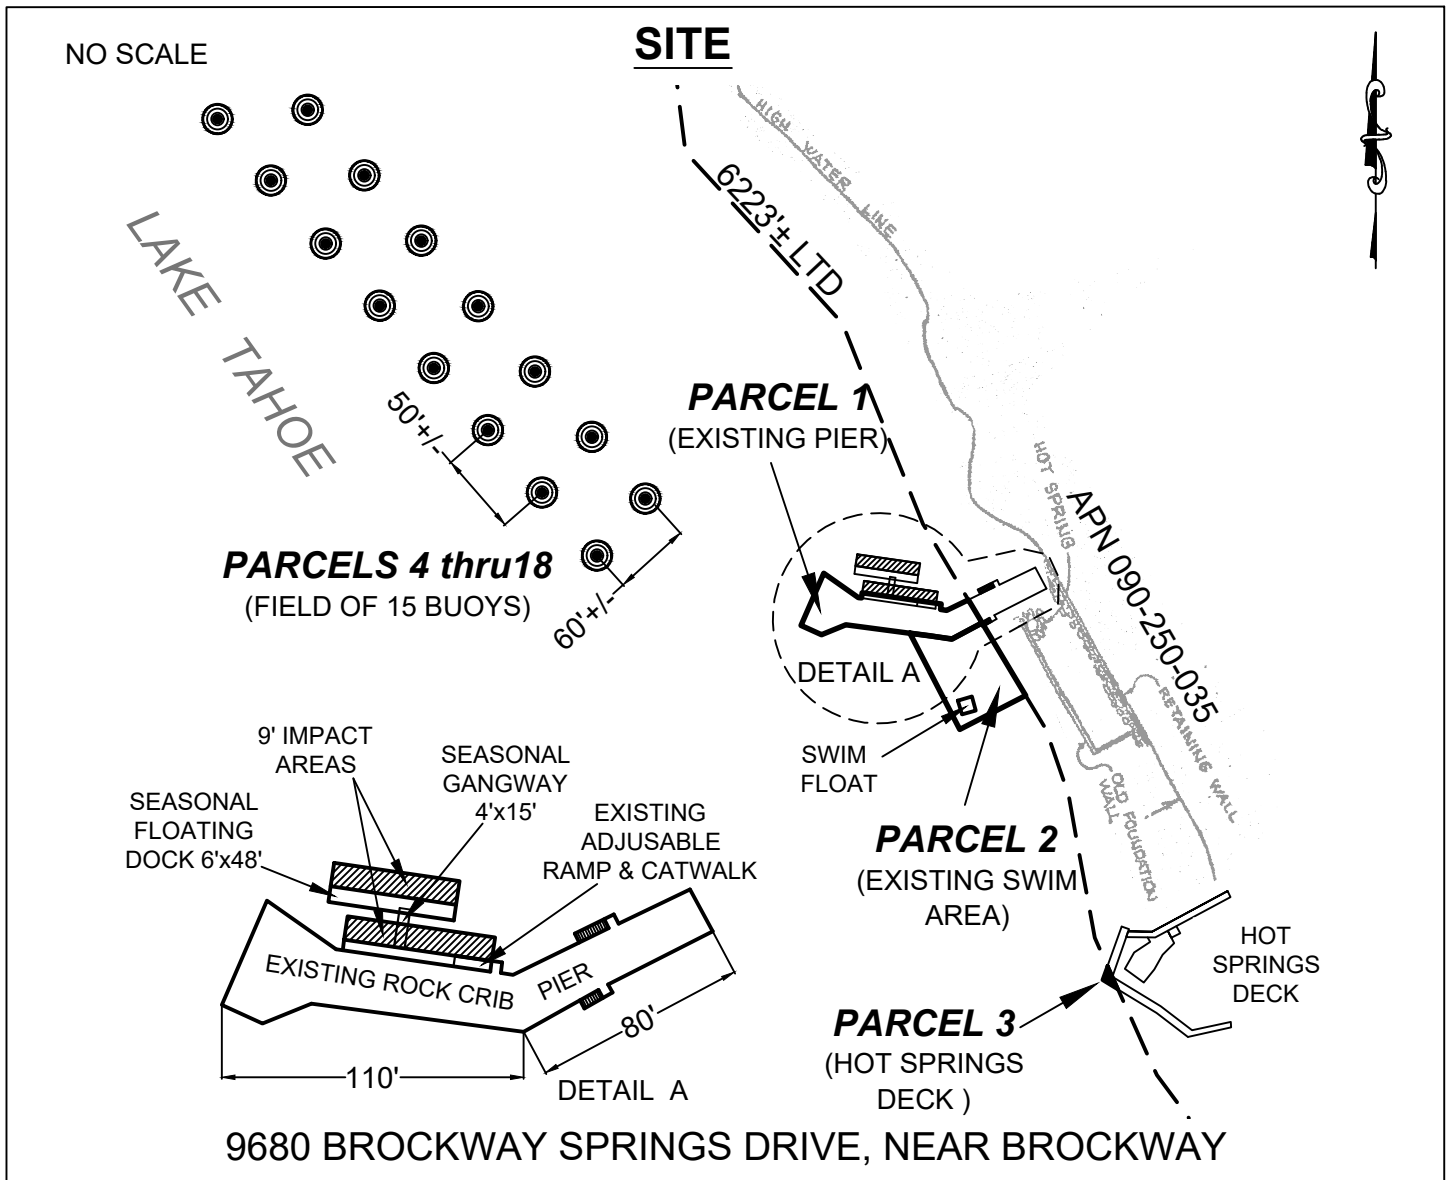 NO SCALE
SITE
HIGH WATER LINE
6223'± LTD
LAKE TAHOE
50'+/-
PARCEL 1
(EXISTING PIER)
HOT SPRING
APN 090-250-035
PARCELS 4 thru18
(FIELD OF 15 BUOYS)
60'+/-
DETAIL A
SWIM
FLOAT
RETAINING WALL
OLD FOUNDATION
WALL
9' IMPACT
AREAS
SEASONAL
GANGWAY
4'x15'
SEASONAL
FLOATING
DOCK 6'x48'
EXISTING
ADJUSABLE
RAMP & CATWALK
PARCEL 2
(EXISTING SWIM
AREA)
EXISTING ROCK CRIB PIER
HOT
SPRINGS
DECK
PARCEL 3
(HOT SPRINGS
DECK )
80'
110'
DETAIL A
9680 BROCKWAY SPRINGS DRIVE, NEAR BROCKWAY